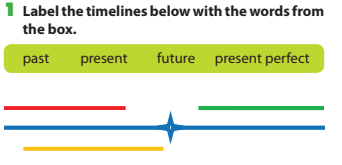 1 Label the timelines below with the words from
the box.
past present future present perfect